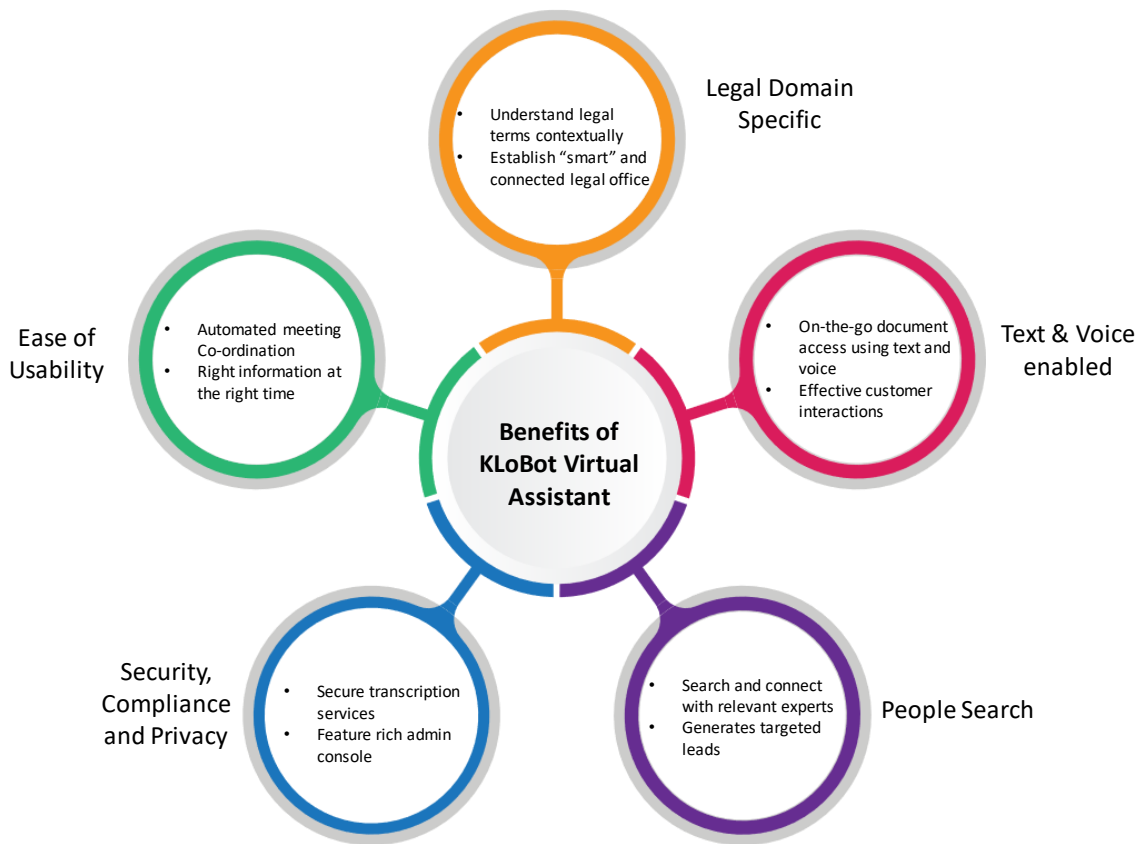 Legal Domain
Specific
• Understand legal
terms contextually
• Establish “smart” and
connected legal office
Ease of
Usability
• Automated meeting
Co-ordination
• Right information at
the right time
• On-the-go document
access using text and
voice
• Effective customer
interactions
Text & Voice
enabled
Benefits of
KLoBot Virtual
Assistant
Security,
Compliance
and Privacy
• Secure transcription
services
• Feature rich admin
console
• Search and connect
with relevant experts
• Generates targeted
leads
People Search